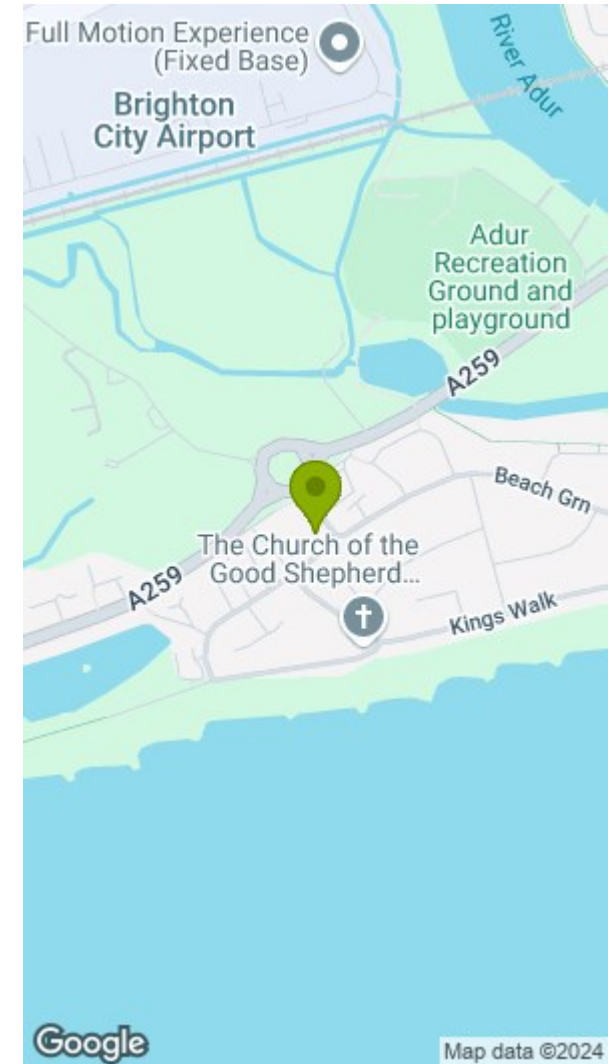 Full Motion Experience
(Fixed Base)
Brighton
City Airport
River Adur
Adur
Recreation
Ground and
playground
A259
Beach Grn
The Church of the
Good Shepherd...
A259
Kings Walk
Google
Map data ©2024